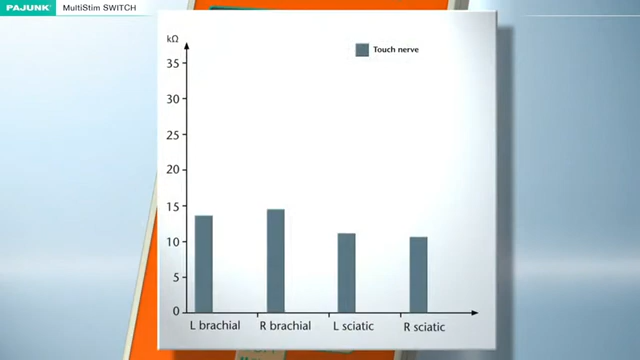 PAJUNK® MultiStim SWITCH
kΩ
Touch nerve
35
30
25
20
15
10
5
0
L brachial R brachial L sciatic R sciatic